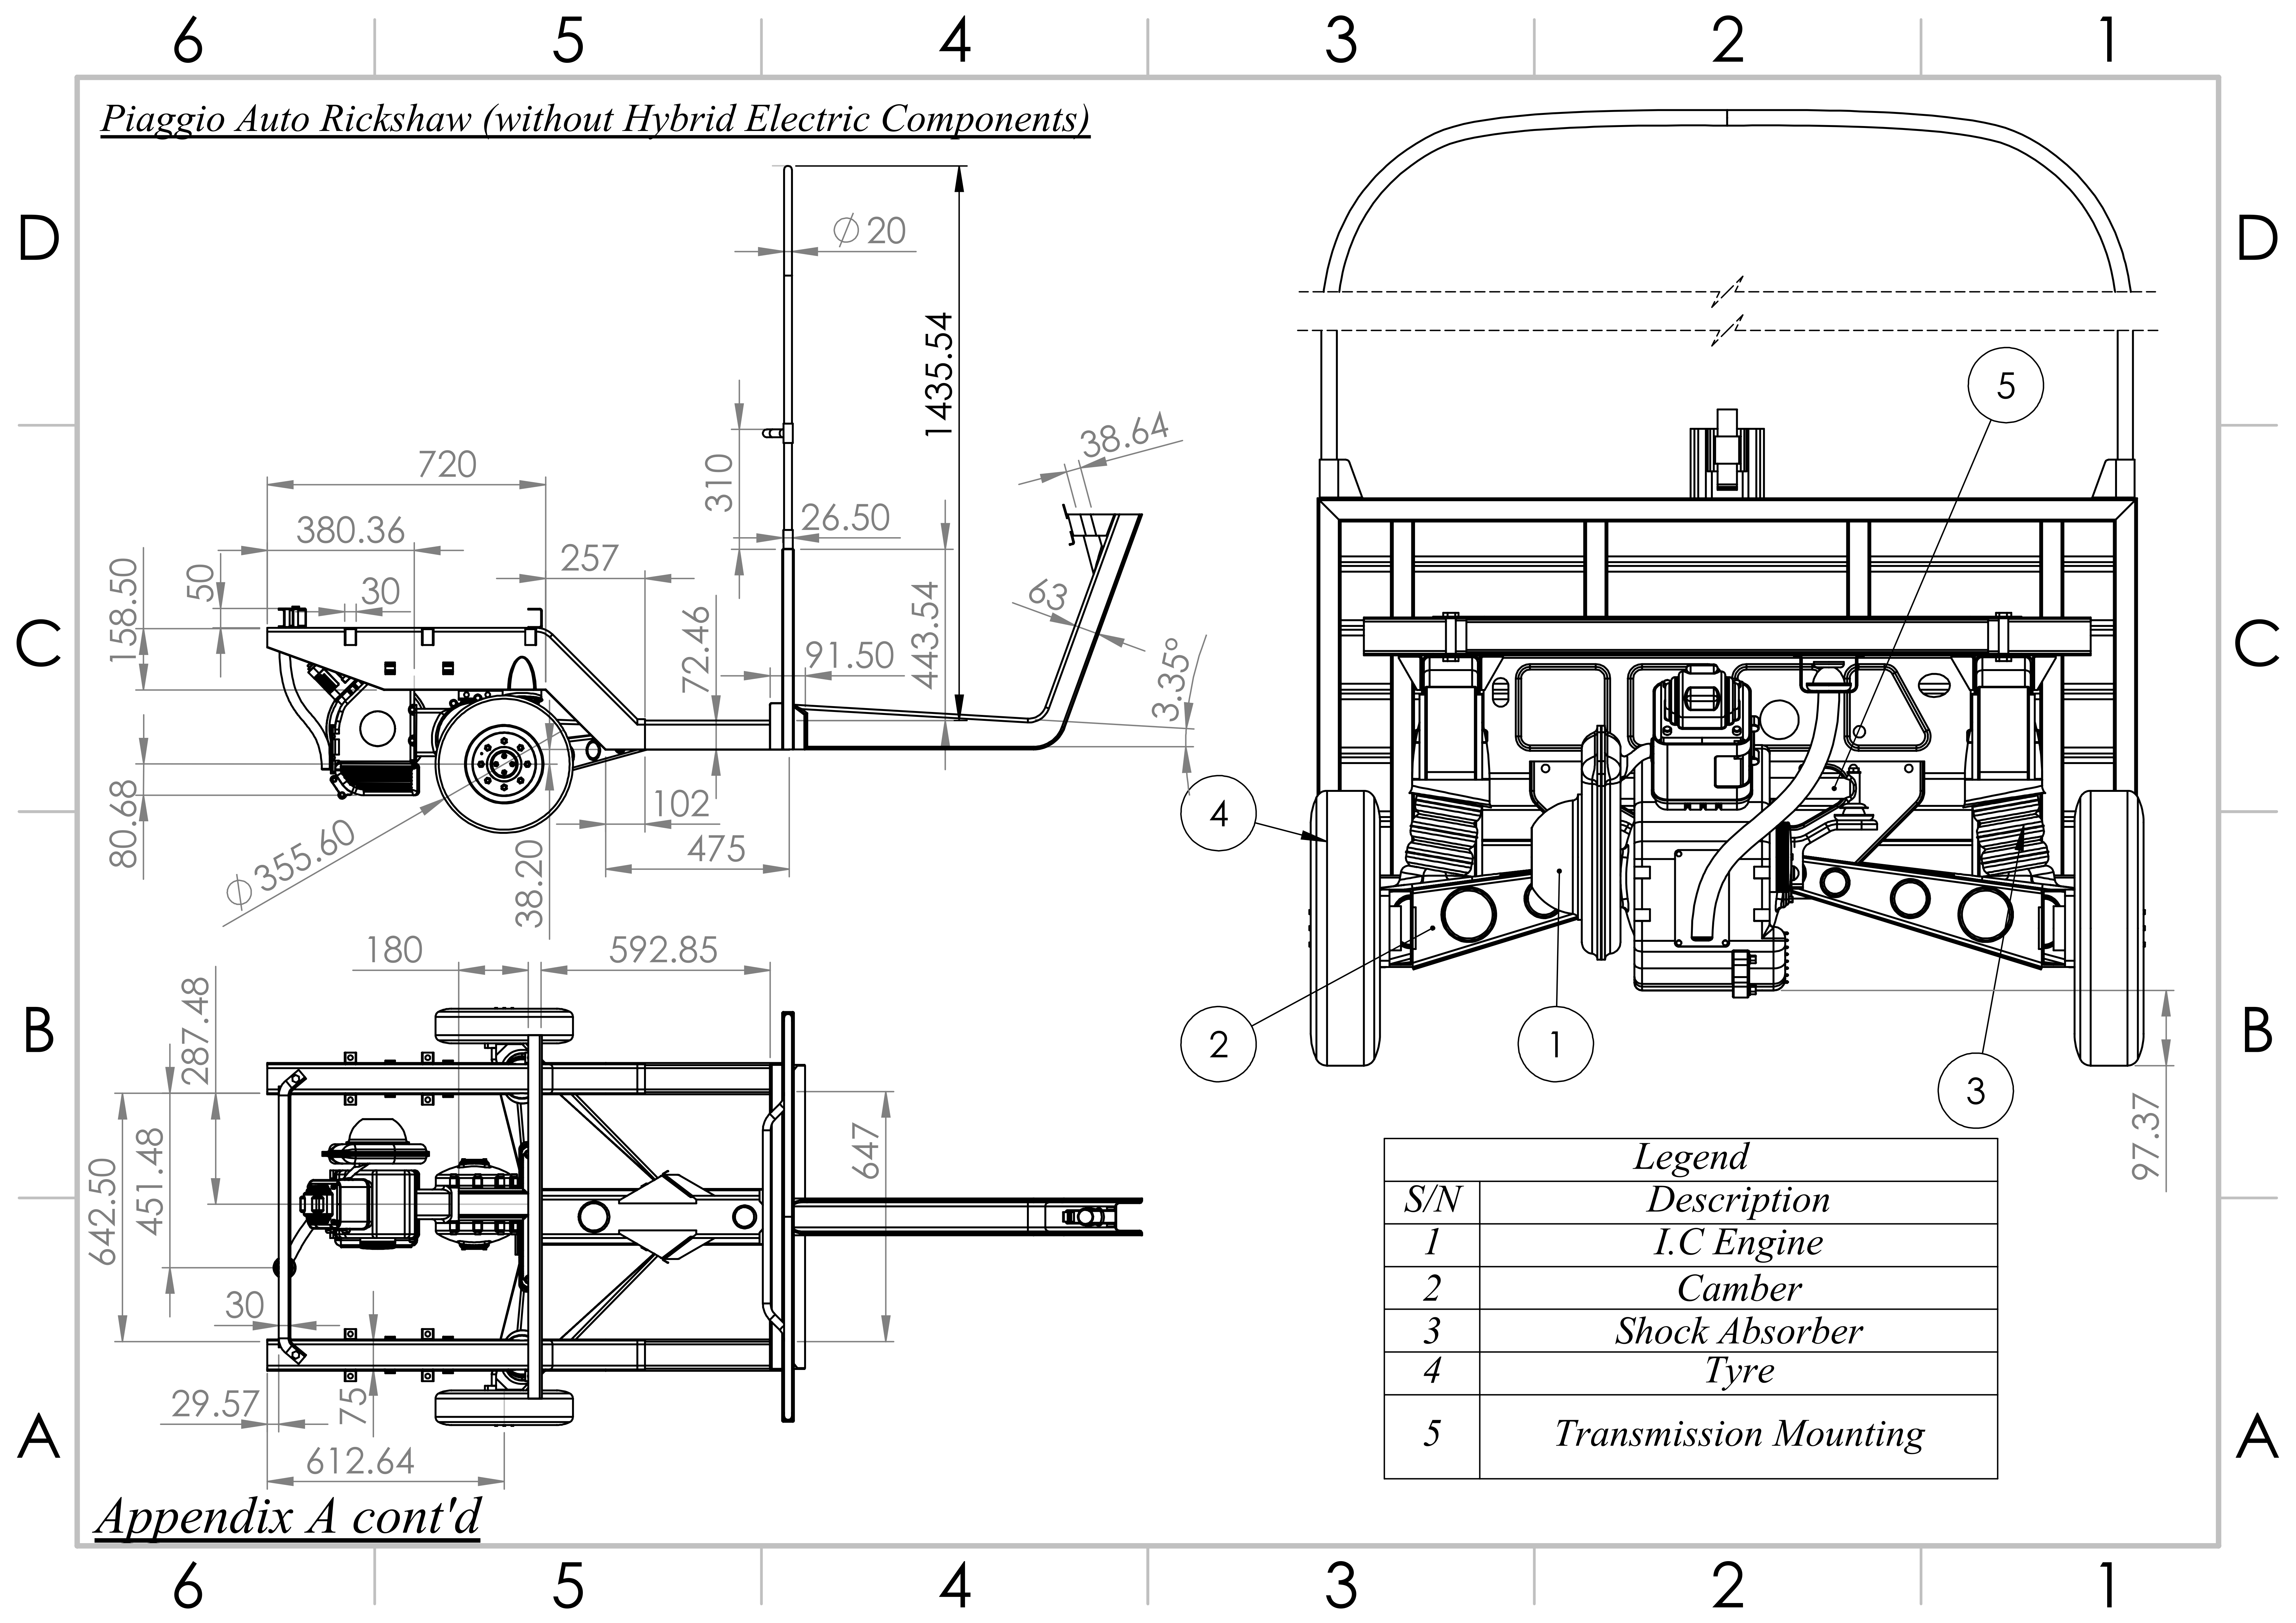 6 5 4 3 2 1
Piaggio Auto Rickshaw (without Hybrid Electric Components)
D
D
⌀ 20
1435.54
5
38.64
720
310
26.50
380.36
257
50
158.50
30
63
72.46
443.54
91.50
3.35°
C
C
80.68
102
475
⌀ 355.60
38.20
4
180
592.85
287.48
B
B
2
1
3
647
97.37
451.48
642.50
30
29.57
75
612.64
Legend
S/N Description
1 I.C Engine
2 Camber
3 Shock Absorber
4 Tyre
5 Transmission Mounting
A
A
Appendix A cont'd
6 5 4 3 2 1